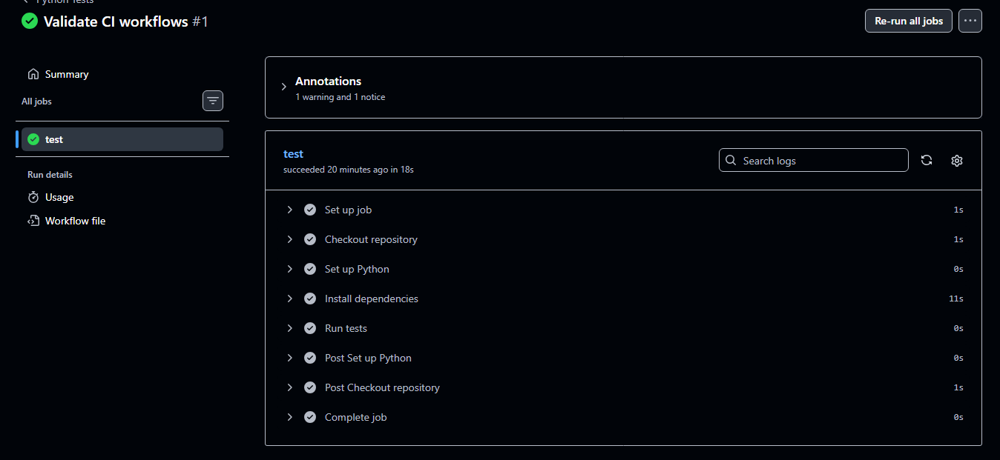 Python Tests
Validate CI workflows #1
Re-run all jobs
Summary
All jobs
test
Run details
Usage
Workflow file
Annotations
1 warning and 1 notice
test
succeeded 20 minutes ago in 18s
Search logs
Set up job 1s
Checkout repository 1s
Set up Python 0s
Install dependencies 11s
Run tests 0s
Post Set up Python 0s
Post Checkout repository 1s
Complete job 0s